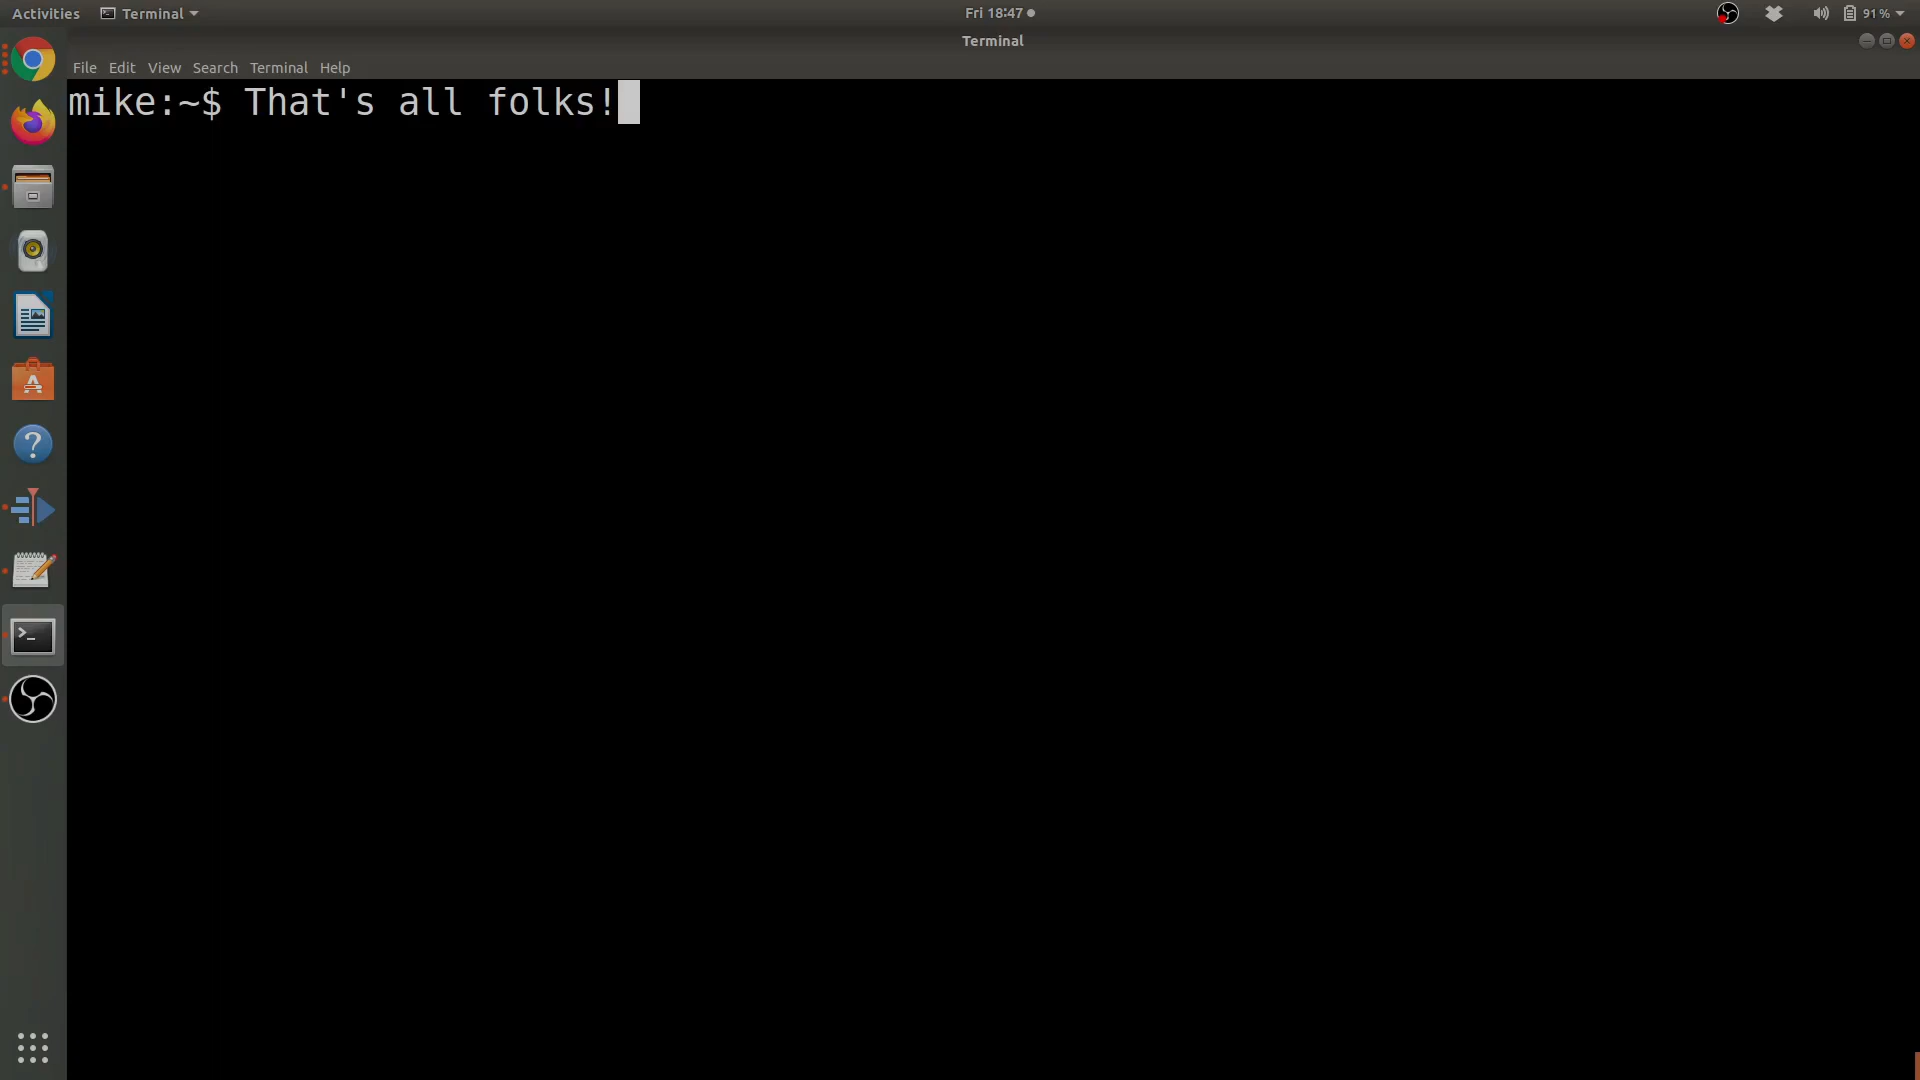 Activities Terminal Fri 18:47 91%
Terminal
File Edit View Search Terminal Help
mike:~$ That's all folks!